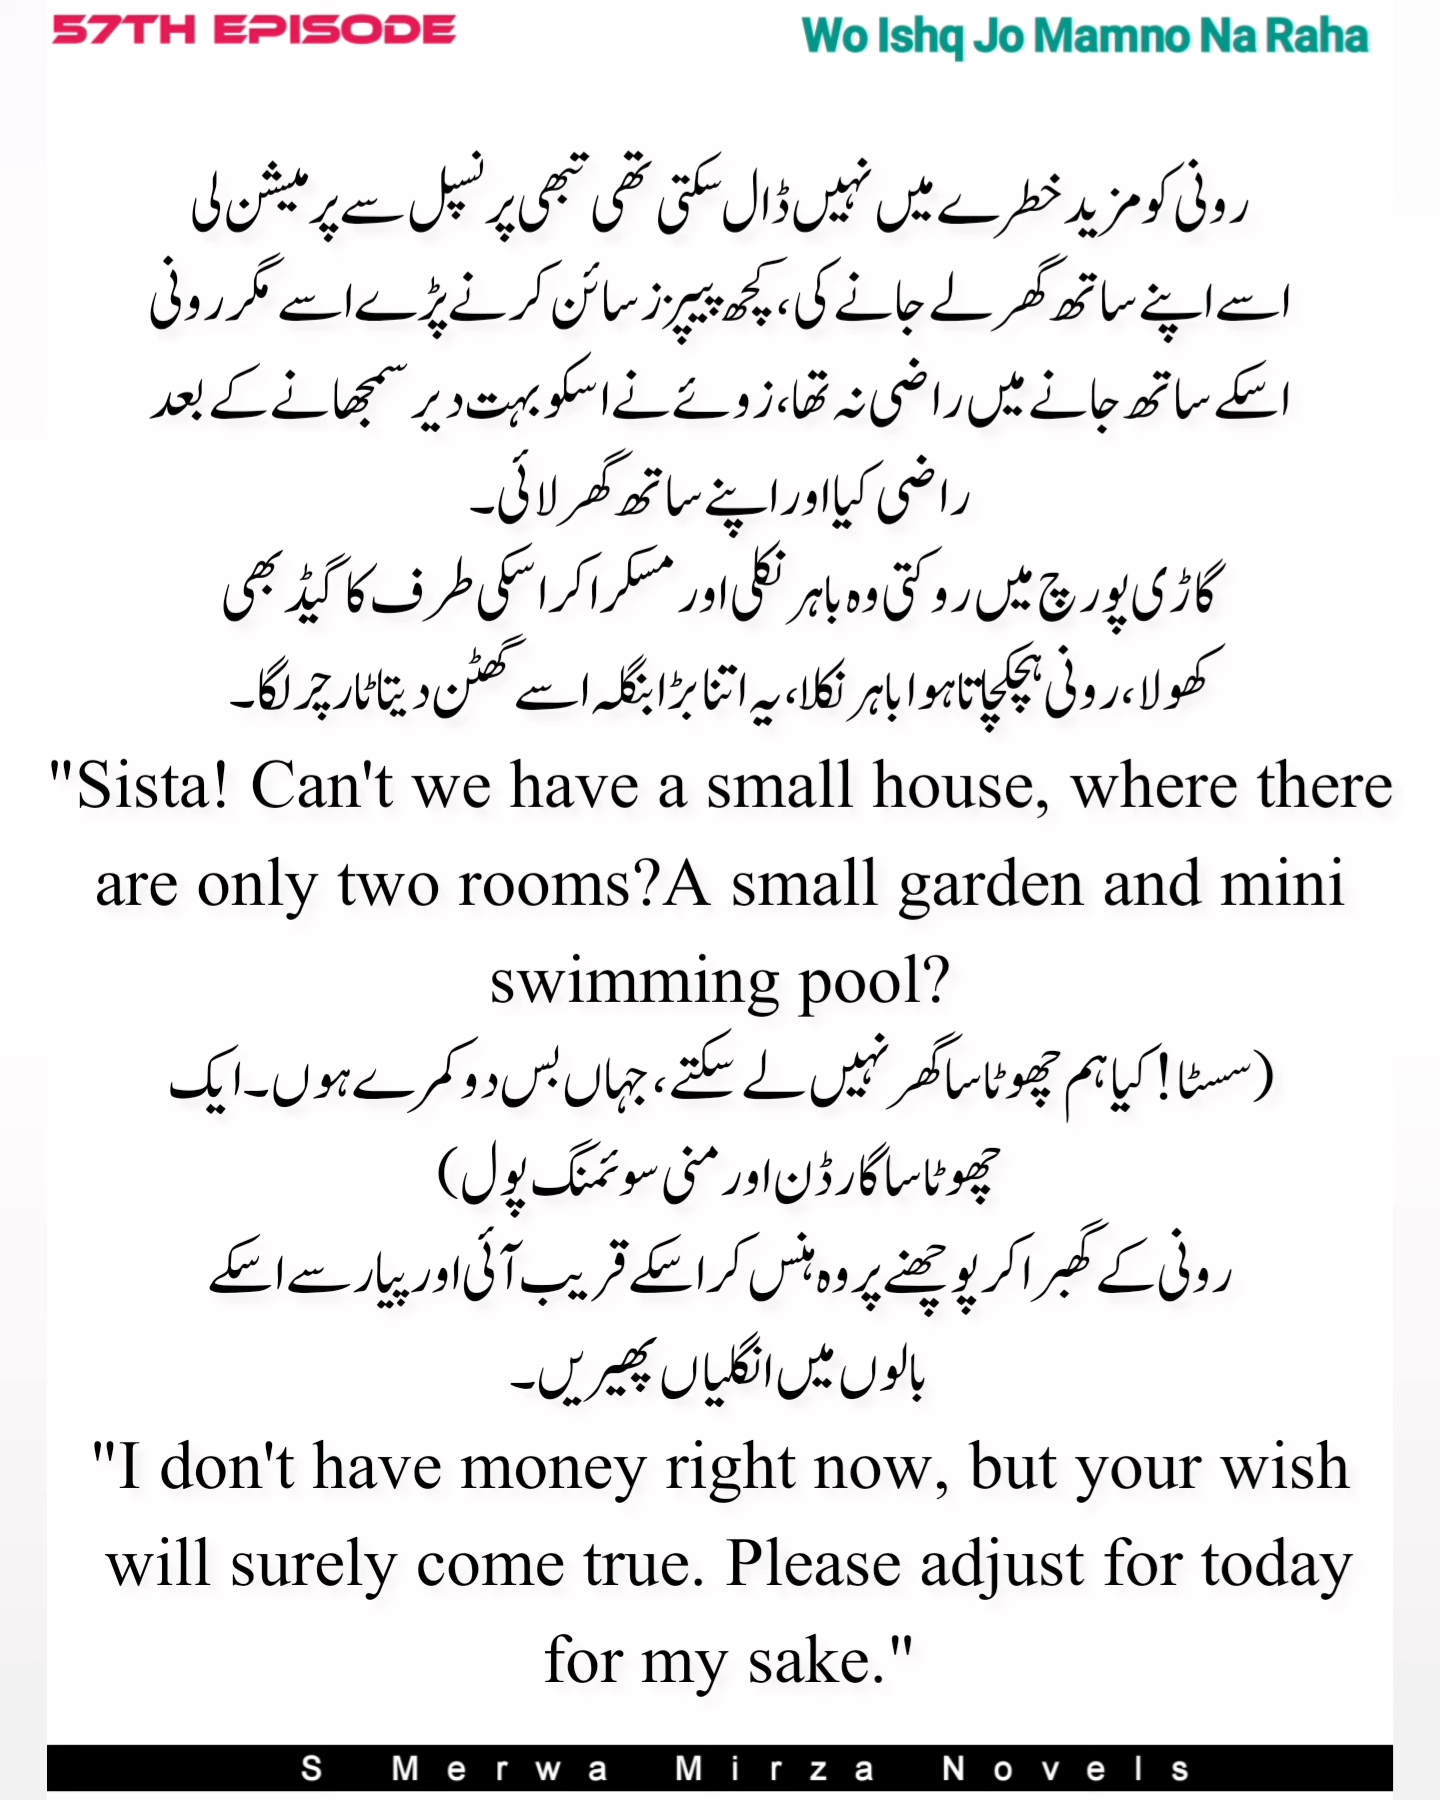 57TH EPISODE
Wo Ishq Jo Mamno Na Raha
رونی کو مزید خطرے میں نہیں ڈال سکتی تھی تبھی پرنسپل سے پرمیشن لی
اسے اپنے ساتھ گھر لے جانے کی، کچھ پیپرز سائن کرنے پڑے اسے مگر رونی
اسکے ساتھ جانے میں راضی نہ تھا، زوئے نے اسکو بہت دیر سمجھانے کے بعد
راضی کیا اور اپنے ساتھ گھر لائی۔
گاڑی پورچ میں روکتی وہ باہر نکلی اور مسکرا کر اسکی طرف کا گیڈ بھی
کھولا، رونی ہچکچاتا ہوا باہر نکلا، یہ اتنا بڑا بنگلہ اسے گھٹن دیتا ٹارچر لگا۔
"Sista! Can't we have a small house, where there
are only two rooms?A small garden and mini
swimming pool?
(سسٹا! کیا ہم چھوٹا سا گھر نہیں لے سکتے، جہاں بس دو کمرے ہوں۔ ایک
چھوٹا سا گارڈن اور منی سوئمنگ پول)
رونی کے گھبرا کر پوچھنے پر وہ ہنس کر اسکے قریب آئی اور پیار سے اسکے
بالوں میں انگلیاں پھیریں۔
"I don't have money right now, but your wish
will surely come true. Please adjust for today
for my sake."
S Merwa Mirza Novels